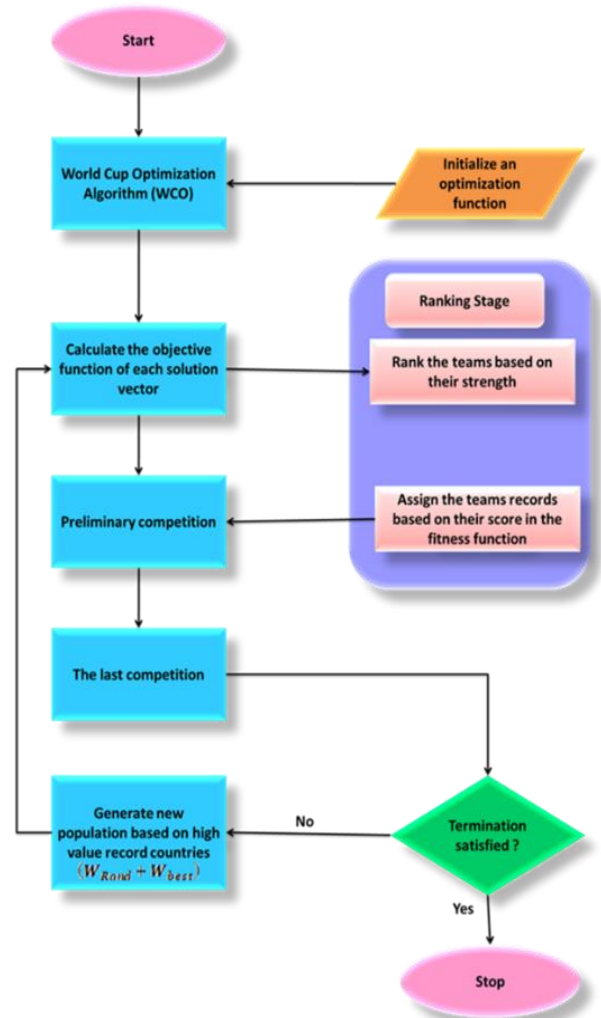 Start
World Cup Optimization
Algorithm (WCO)
Initialize an
optimization
function
Ranking Stage
Calculate the objective
function of each solution
vector
Rank the teams based on
their strength
Preliminary competition
Assign the teams records
based on their score in the
fitness function
The last competition
Generate new
population based on high
value record countries
(W_Rand + W_best)
No
Termination
satisfied ?
Yes
Stop